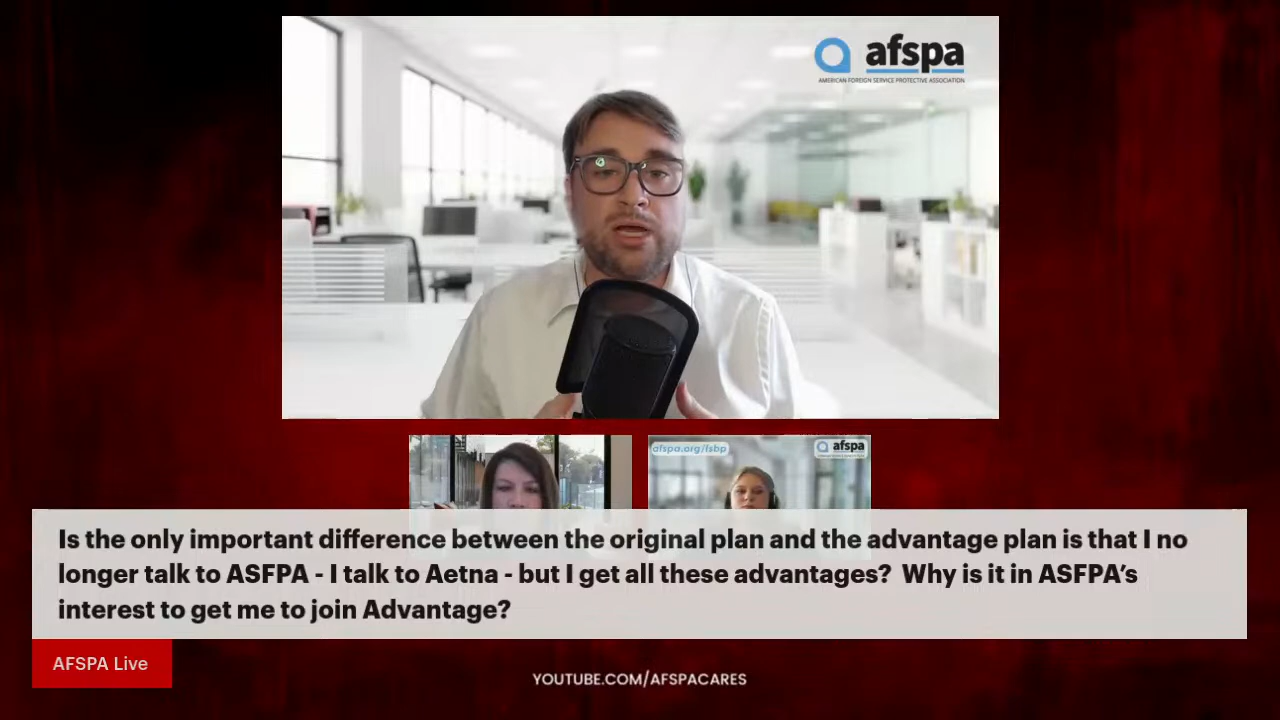 afspa
AMERICAN FOREIGN SERVICE PROTECTIVE ASSOCIATION
afspa.org/fsbp
afspa
Is the only important difference between the original plan and the advantage plan is that I no
longer talk to ASFPA - I talk to Aetna - but I get all these advantages?  Why is it in ASFPA’s
interest to get me to join Advantage?
AFSPA Live
YOUTUBE.COM/AFSPACARES